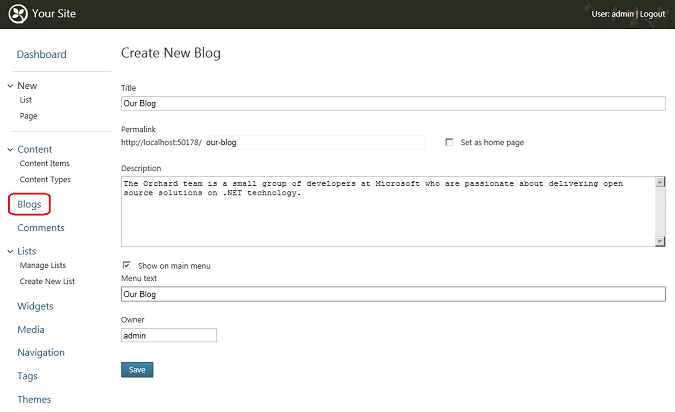 Your Site
User: admin | Logout
Dashboard
New
List
Page
Content
Content Items
Content Types
Blogs
Comments
Lists
Manage Lists
Create New List
Widgets
Media
Navigation
Tags
Themes
Create New Blog
Title
Our Blog
Permalink
http://localhost:50178/ our-blog
Set as home page
Description
The Orchard team is a small group of developers at Microsoft who are passionate about delivering open
source solutions on .NET technology.
Show on main menu
Menu text
Our Blog
Owner
admin
Save